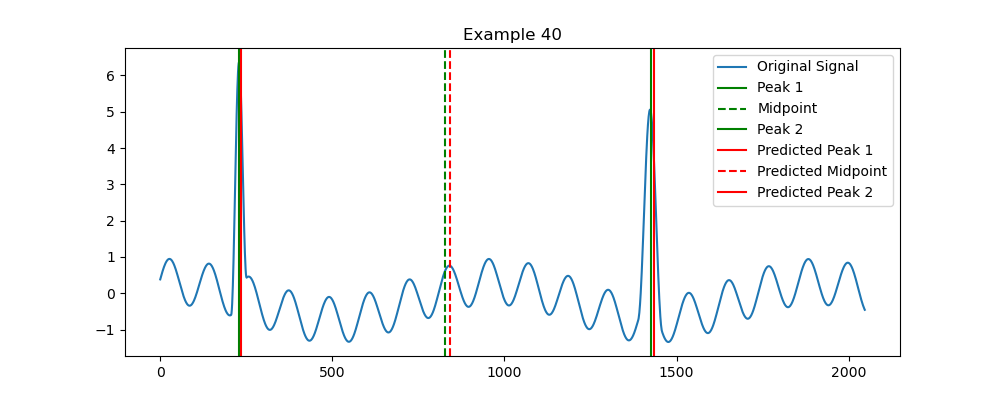 Example 40
Original Signal
Peak 1
Midpoint
Peak 2
Predicted Peak 1
Predicted Midpoint
Predicted Peak 2
6
5
4
3
2
1
0
−1
0 500 1000 1500 2000